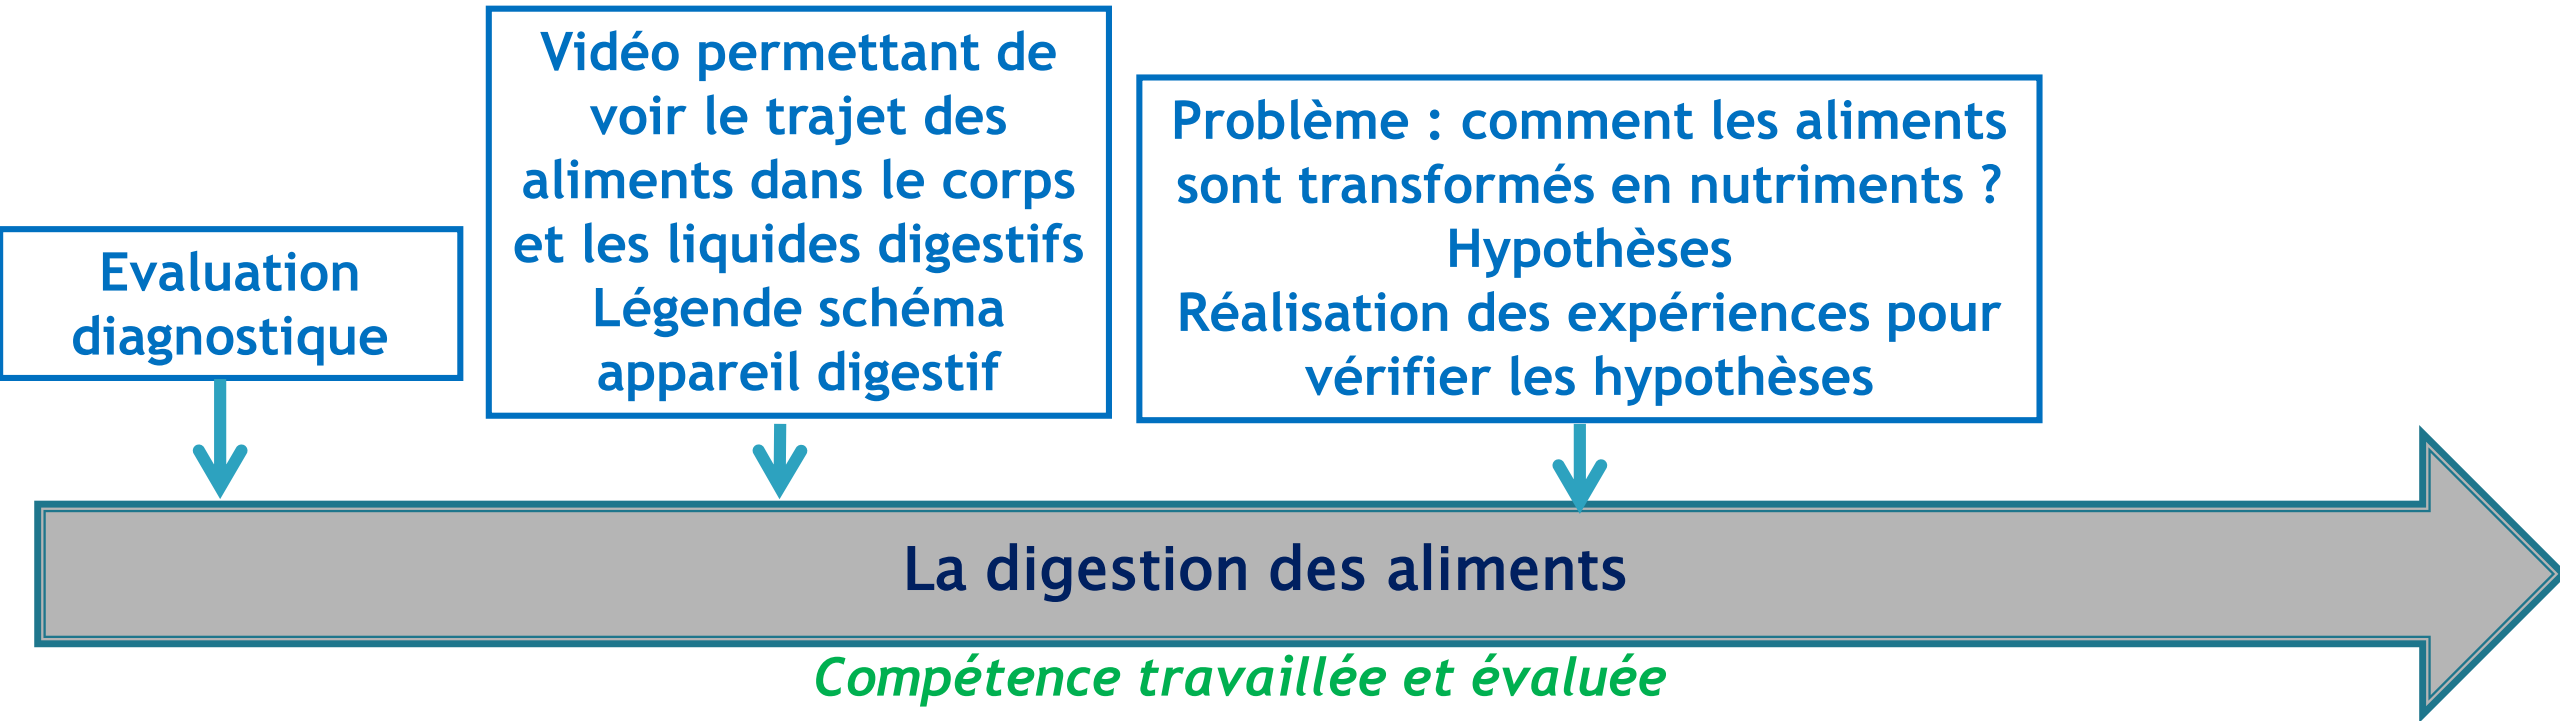 Evaluation
diagnostique
Vidéo permettant de
voir le trajet des
aliments dans le corps
et les liquides digestifs
Légende schéma
appareil digestif
Problème : comment les aliments
sont transformés en nutriments ?
Hypothèses
Réalisation des expériences pour
vérifier les hypothèses
La digestion des aliments
Compétence travaillée et évaluée